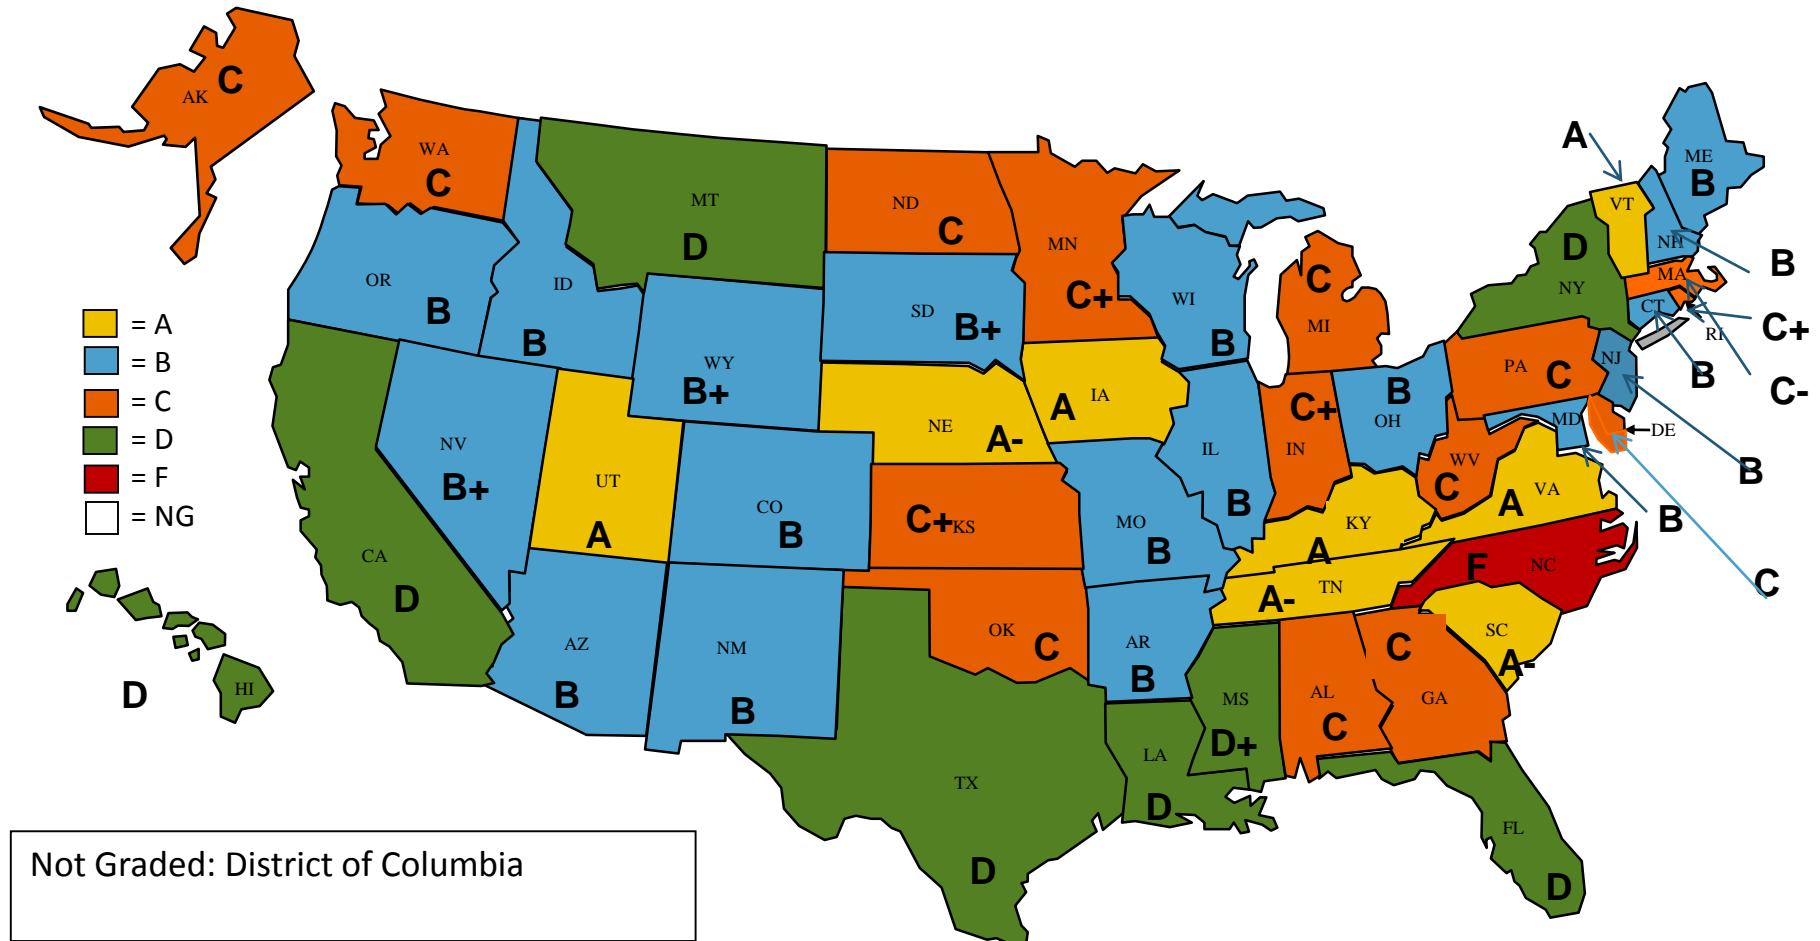 AK
C
WA
C
MT
D
ND
C
MN
C+
OR
B
ID
B
SD
B+
WY
B+
WI
B
MI
C
A
VT
ME
B
NH
B
D
NY
MA
C+
CT
RI
B
C-
= A
= B
= C
= D
= F
= NG
NV
B+
UT
A
CO
B
NE
A-
IA
A
IL
B
IN
C+
OH
B
PA
C
NJ
B
MD
B
DE
C
WV
C
VA
A
CA
D
KS
C+
MO
B
KY
A
TN
A-
NC
F
SC
A-
AZ
B
NM
B
OK
C
AR
B
MS
D+
AL
C
GA
C
HI
D
TX
D
LA
D
FL
D
Not Graded: District of Columbia